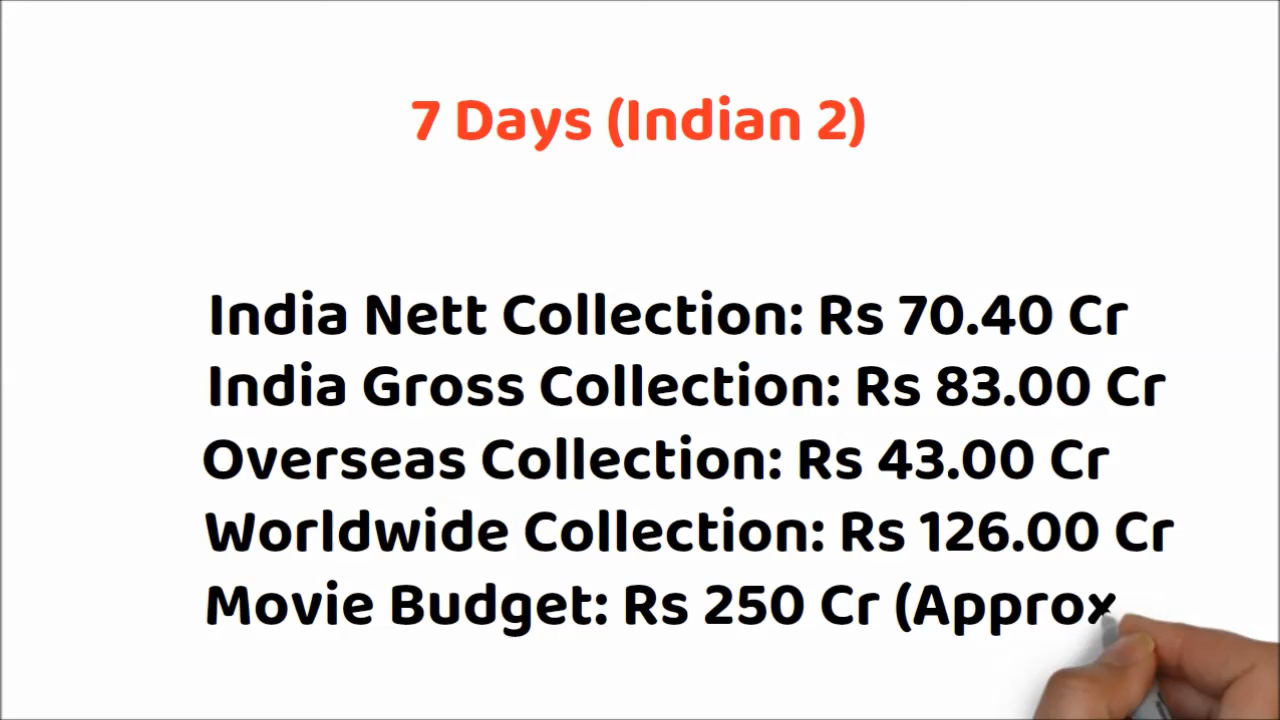 7 Days (Indian 2)
India Nett Collection: Rs 70.40 Cr
India Gross Collection: Rs 83.00 Cr
Overseas Collection: Rs 43.00 Cr
Worldwide Collection: Rs 126.00 Cr
Movie Budget: Rs 250 Cr (Approx